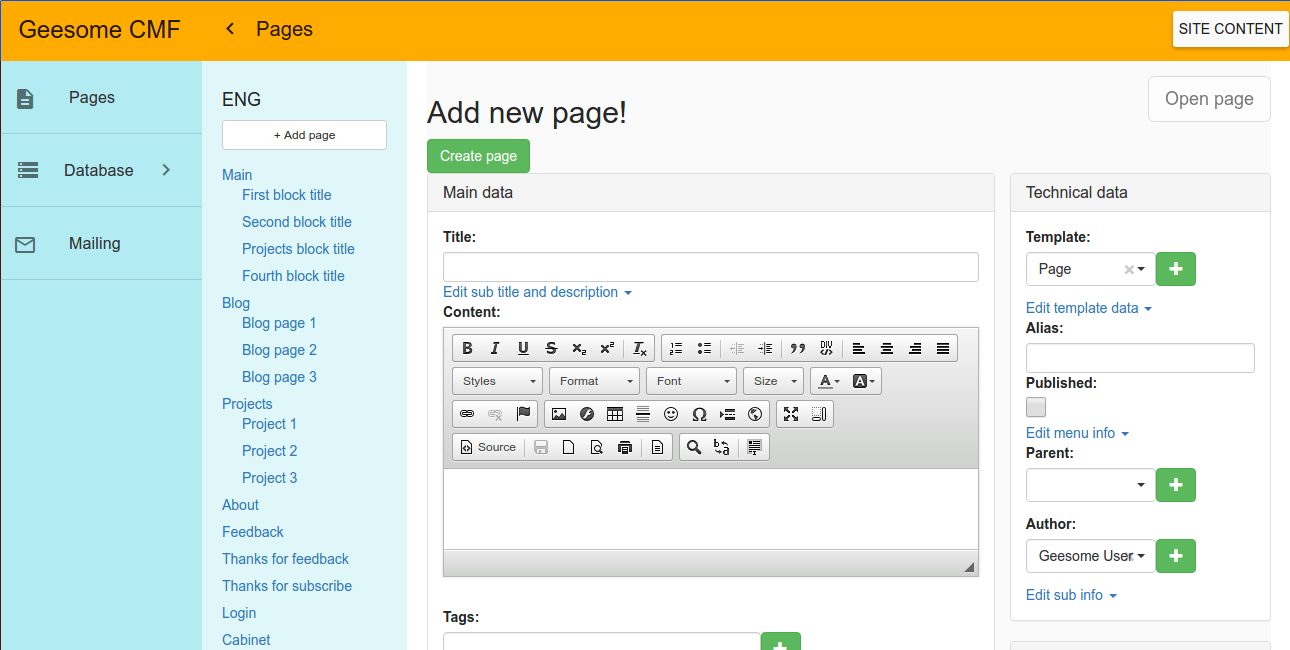 Geesome CMF
Pages
SITE CONTENT
Pages
Database
Mailing
ENG
+ Add page
Main
First block title
Second block title
Projects block title
Fourth block title
Blog
Blog page 1
Blog page 2
Blog page 3
Projects
Project 1
Project 2
Project 3
About
Feedback
Thanks for feedback
Thanks for subscribe
Login
Cabinet
Open page
Add new page!
Create page
Main data
Title:
Edit sub title and description
Content:
Styles Format Font Size
Source
Tags:
Technical data
Template:
Page
Edit template data
Alias:
Published:
Edit menu info
Parent:
Author:
Geesome User
Edit sub info